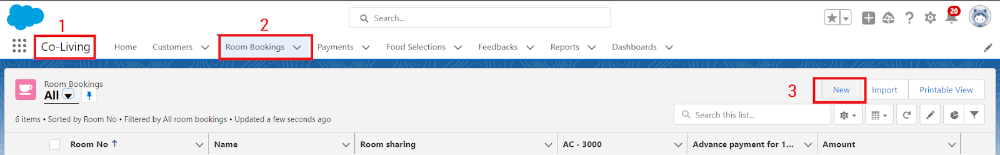 1
2
Search...
20
Co-Living Home Customers Room Bookings Payments Food Selections Feedbacks Reports Dashboards
Room Bookings
All
3
New Import Printable View
6 items • Sorted by Room No • Filtered by All room bookings • Updated a few seconds ago
Search this list...
Room No ↑ Name Room sharing AC - 3000 Advance payment for 1... Amount